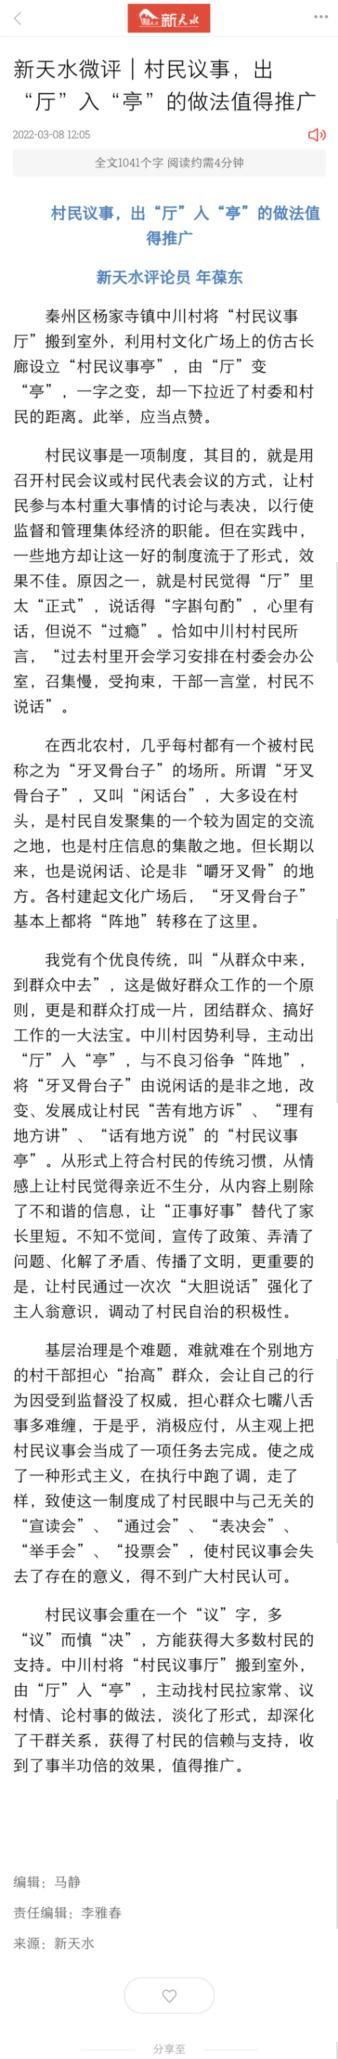 新天水
新天水微评｜村民议事，出
“厅”入“亭”的做法值得推广
2022-03-08 12:05
全文1041个字 阅读约需4分钟
村民议事，出“厅”入“亭”的做法值
得推广
新天水评论员 年葆东
秦州区杨家寺镇中川村将“村民议事
厅”搬到室外，利用村文化广场上的仿古长
廊设立“村民议事亭”，由“厅”变
“亭”，一字之变，却一下拉近了村委和村
民的距离。此举，应当点赞。
村民议事是一项制度，其目的，就是用
召开村民会议或村民代表会议的方式，让村
民参与本村重大事情的讨论与表决，以行使
监督和管理集体经济的职能。但在实践中，
一些地方却让这一好的制度流于了形式，效
果不佳。原因之一，就是村民觉得“厅”里
太“正式”，说话得“字斟句酌”，心里有
话，但说不“过瘾”。恰如中川村村民所
言，“过去村里开会学习安排在村委会办公
室，召集慢，受拘束，干部一言堂，村民不
说话”。
在西北农村，几乎每村都有一个被村民
称之为“牙叉骨台子”的场所。所谓“牙叉
骨台子”，又叫“闲话台”，大多设在村
头，是村民自发聚集的一个较为固定的交流
之地，也是村庄信息的集散之地。但长期以
来，也是说闲话、论是非“嚼牙叉骨”的地
方。各村建起文化广场后，“牙叉骨台子”
基本上都将“阵地”转移在了这里。
我党有个优良传统，叫“从群众中来，
到群众中去”，这是做好群众工作的一个原
则，更是和群众打成一片，团结群众、搞好
工作的一大法宝。中川村因势利导，主动出
“厅”入“亭”，与不良习俗争“阵地”，
将“牙叉骨台子”由说闲话的是非之地，改
变、发展成让村民“苦有地方诉”、“理有
地方讲”、“话有地方说”的“村民议事
亭”。从形式上符合村民的传统习惯，从情
感上让村民觉得亲近不生分，从内容上剔除
了不和谐的信息，让“正事好事”替代了家
长里短。不知不觉间，宣传了政策、弄清了
问题、化解了矛盾、传播了文明，更重要的
是，让村民通过一次次“大胆说话”强化了
主人翁意识，调动了村民自治的积极性。
基层治理是个难题，难就难在个别地方
的村干部担心“抬高”群众，会让自己的行
为因受到监督没了权威，担心群众七嘴八舌
事多难缠，于是乎，消极应付，从主观上把
村民议事会当成了一项任务去完成。使之成
了一种形式主义，在执行中跑了调，走了
样，致使这一制度成了村民眼中与己无关的
“宣读会”、“通过会”、“表决会”、
“举手会”、“投票会”，使村民议事会失
去了存在的意义，得不到广大村民认可。
村民议事会重在一个“议”字，多
“议”而慎“决”，方能获得大多数村民的
支持。中川村将“村民议事厅”搬到室外，
由“厅”入“亭”，主动找村民拉家常、议
村情、论村事的做法，淡化了形式，却深化
了干群关系，获得了村民的信赖与支持，收
到了事半功倍的效果，值得推广。
编辑：马静
责任编辑：李雅春
来源：新天水
分享至